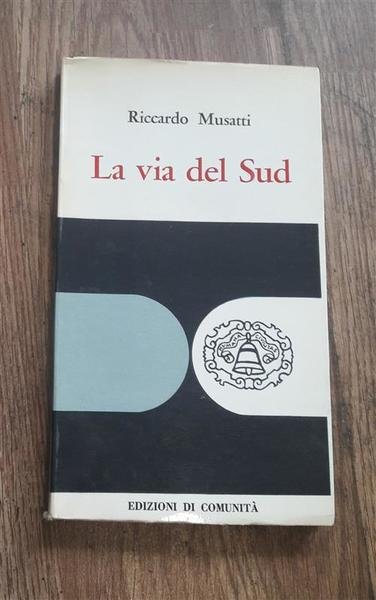 Riccardo Musatti
La via del Sud
EDIZIONI DI COMUNITÀ